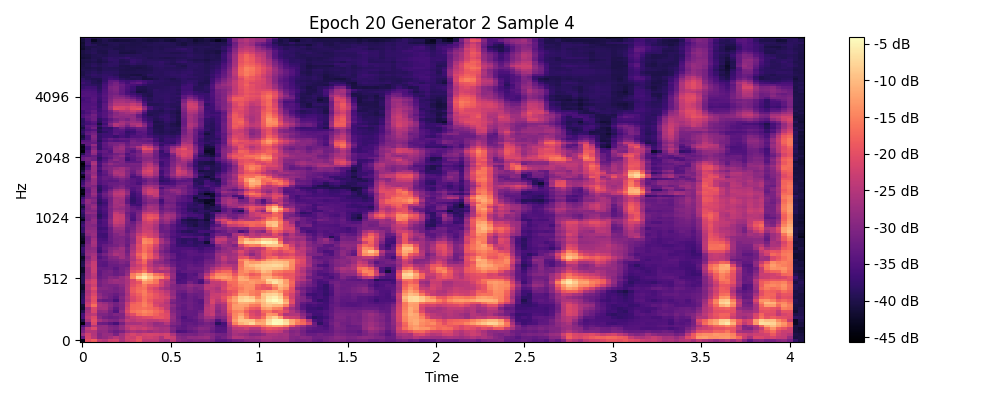 Epoch 20 Generator 2 Sample 4
Hz
4096
2048
1024
512
0
0 0.5 1 1.5 2 2.5 3 3.5 4
Time
-5 dB
-10 dB
-15 dB
-20 dB
-25 dB
-30 dB
-35 dB
-40 dB
-45 dB